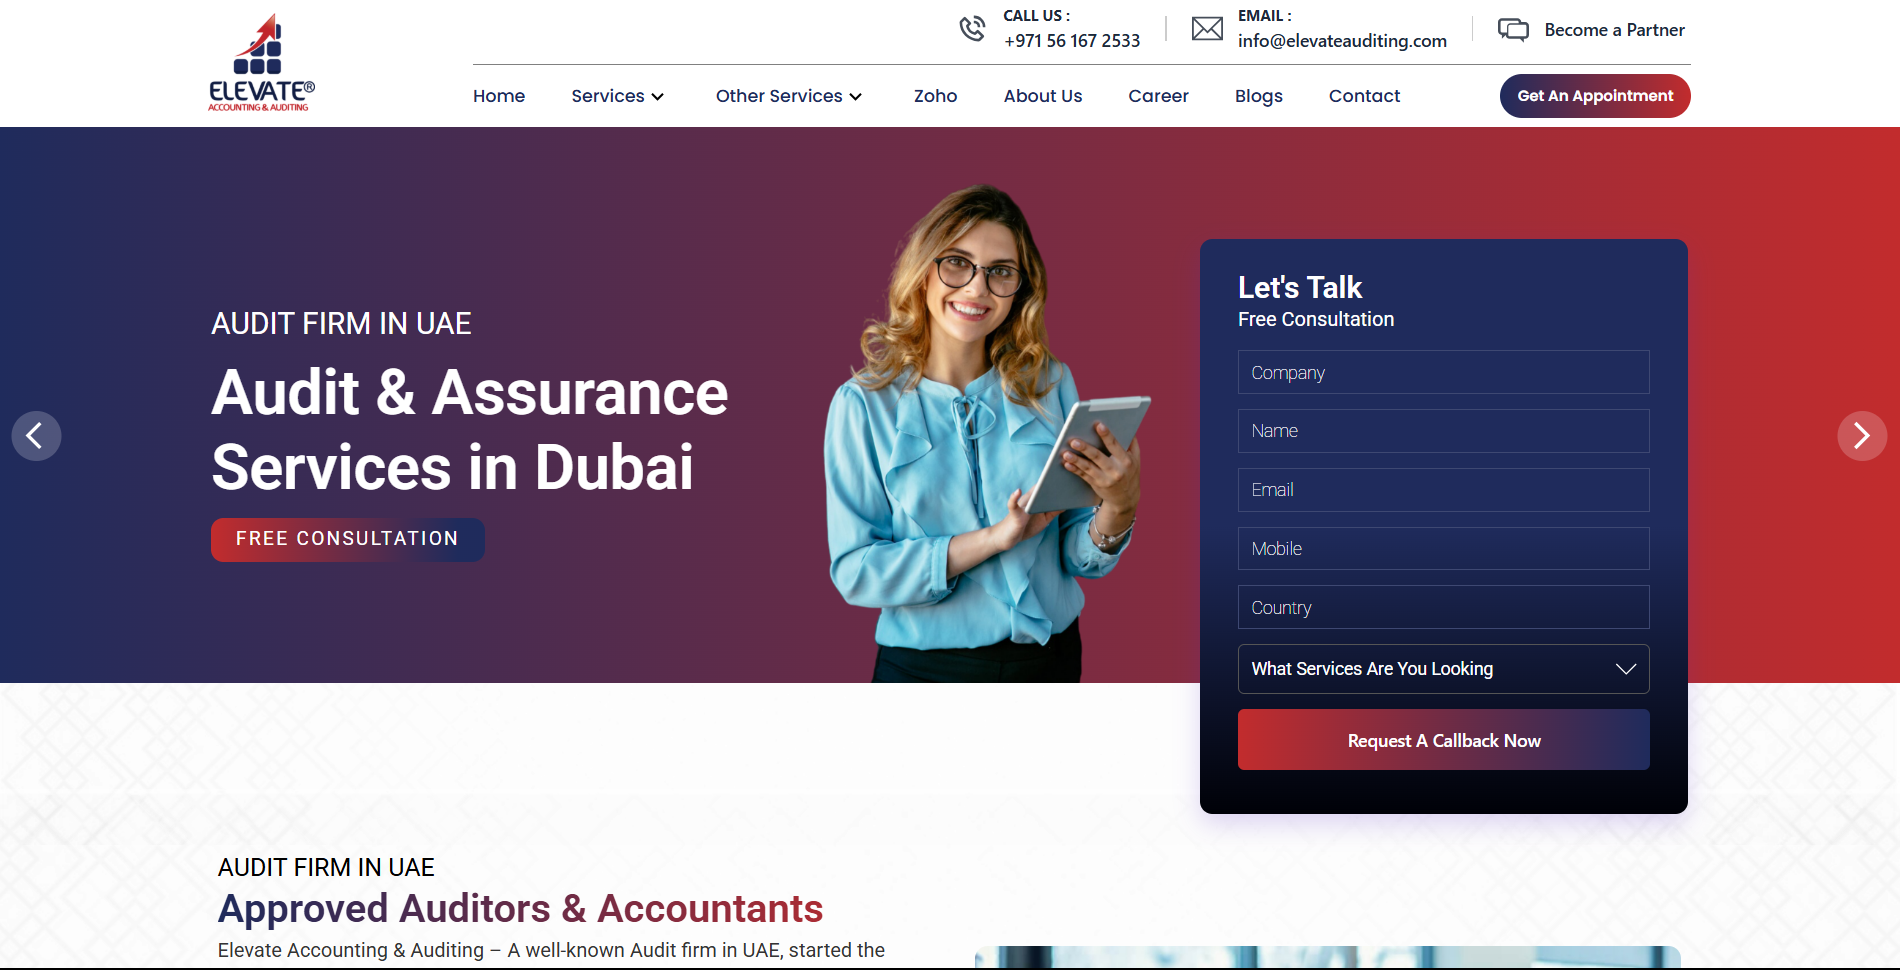 ELEVATE®
ACCOUNTING & AUDITING
CALL US :
+971 56 167 2533
EMAIL :
info@elevateauditing.com
Become a Partner
Home
Services
Other Services
Zoho
About Us
Career
Blogs
Contact
Get An Appointment
AUDIT FIRM IN UAE
Audit & Assurance
Services in Dubai
FREE CONSULTATION
Let's Talk
Free Consultation
Company
Name
Email
Mobile
Country
What Services Are You Looking
Request A Callback Now
AUDIT FIRM IN UAE
Approved Auditors & Accountants
Elevate Accounting & Auditing – A well-known Audit firm in UAE, started the